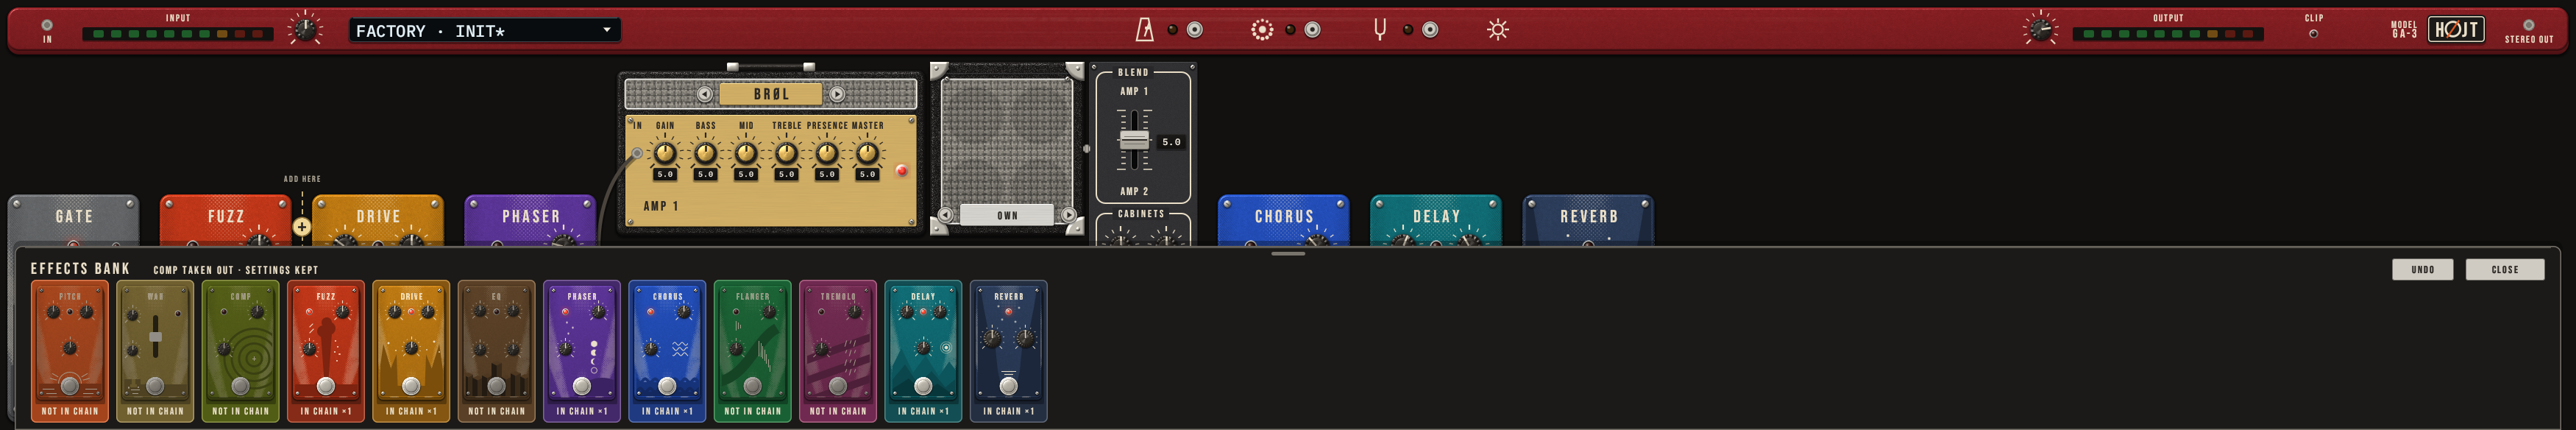 INPUT
IN
FACTORY · INIT*
OUTPUT
CLIP
MODEL
GA-3
HØJT
STEREO OUT
BRØL
IN GAIN BASS MID TREBLE PRESENCE MASTER
5.0 5.0 5.0 5.0 5.0 5.0
AMP 1
OWN
BLEND
AMP 1
5.0
AMP 2
CABINETS
ADD HERE
GATE
FUZZ
DRIVE
PHASER
CHORUS
DELAY
REVERB
EFFECTS BANK
COMP TAKEN OUT · SETTINGS KEPT
UNDO
CLOSE
PITCH
WAH
COMP
FUZZ
DRIVE
EQ
PHASER
CHORUS
FLANGER
TREMOLO
DELAY
REVERB
NOT IN CHAIN
NOT IN CHAIN
NOT IN CHAIN
IN CHAIN ×1
IN CHAIN ×1
NOT IN CHAIN
IN CHAIN ×1
IN CHAIN ×1
NOT IN CHAIN
NOT IN CHAIN
IN CHAIN ×1
IN CHAIN ×1